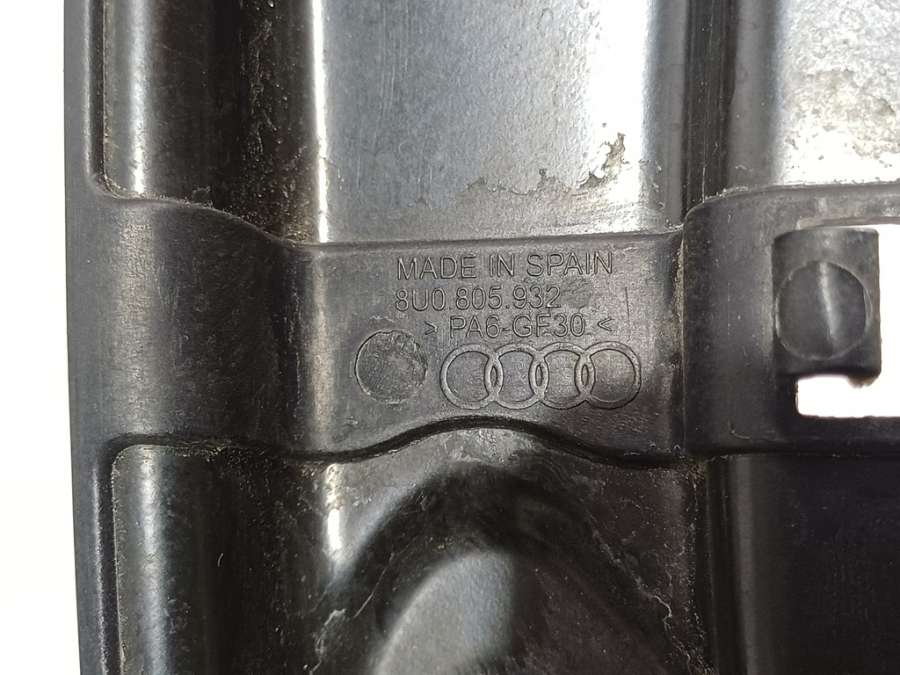 MADE IN SPAIN
8U0.805.932
> PA6-GF30 <